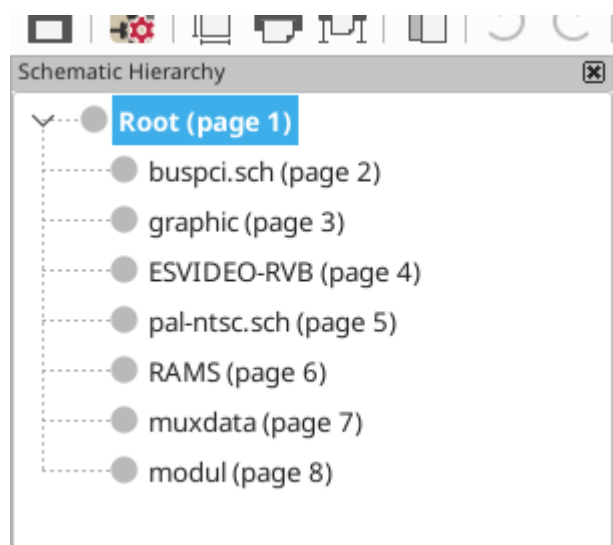 Schematic Hierarchy
Root (page 1)
buspci.sch (page 2)
graphic (page 3)
ESVIDEO-RVB (page 4)
pal-ntsc.sch (page 5)
RAMS (page 6)
muxdata (page 7)
modul (page 8)